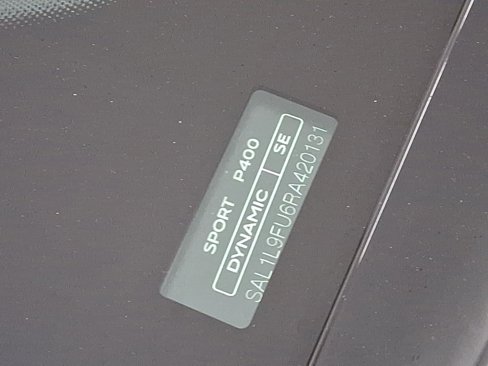 SPORT P400
DYNAMIC SE
SAL1L9FU6RA420131